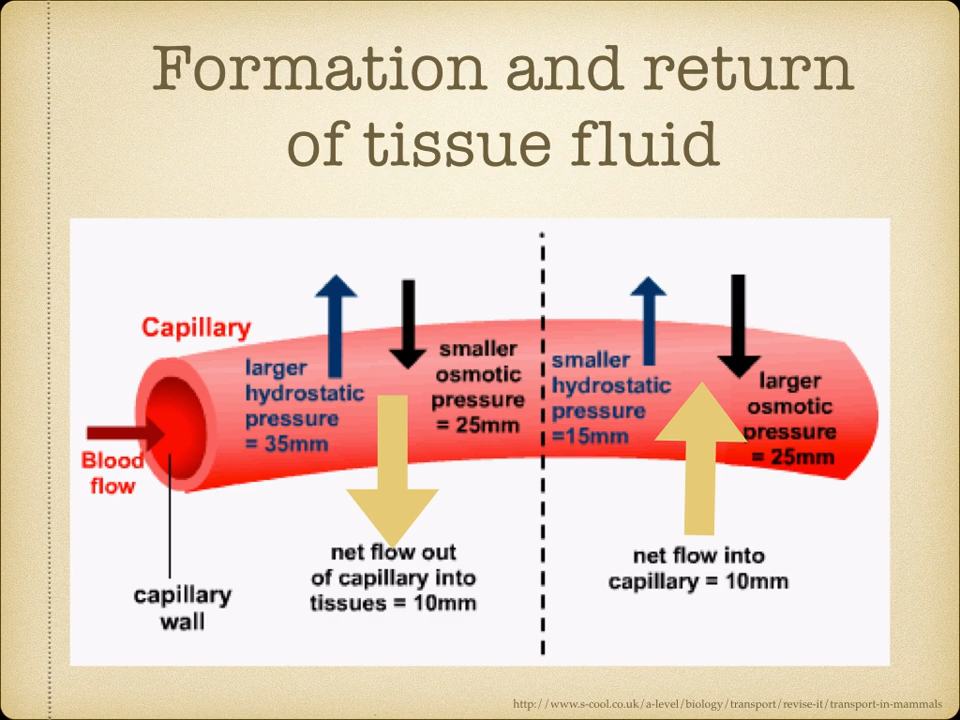 Formation and return
of tissue fluid
Capillary
larger
hydrostatic
pressure
= 35mm
smaller
osmotic
pressure
= 25mm
smaller
hydrostatic
pressure
=15mm
larger
osmotic
pressure
= 25mm
Blood
flow
capillary
wall
net flow out
of capillary into
tissues = 10mm
net flow into
capillary = 10mm
http://www.s-cool.co.uk/a-level/biology/transport/revise-it/transport-in-mammals